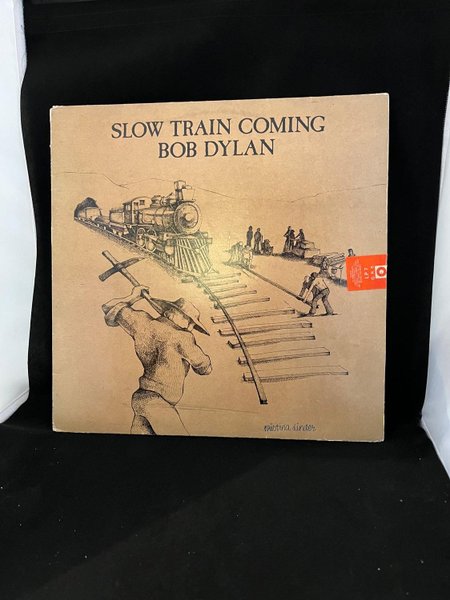 SLOW TRAIN COMING
BOB DYLAN